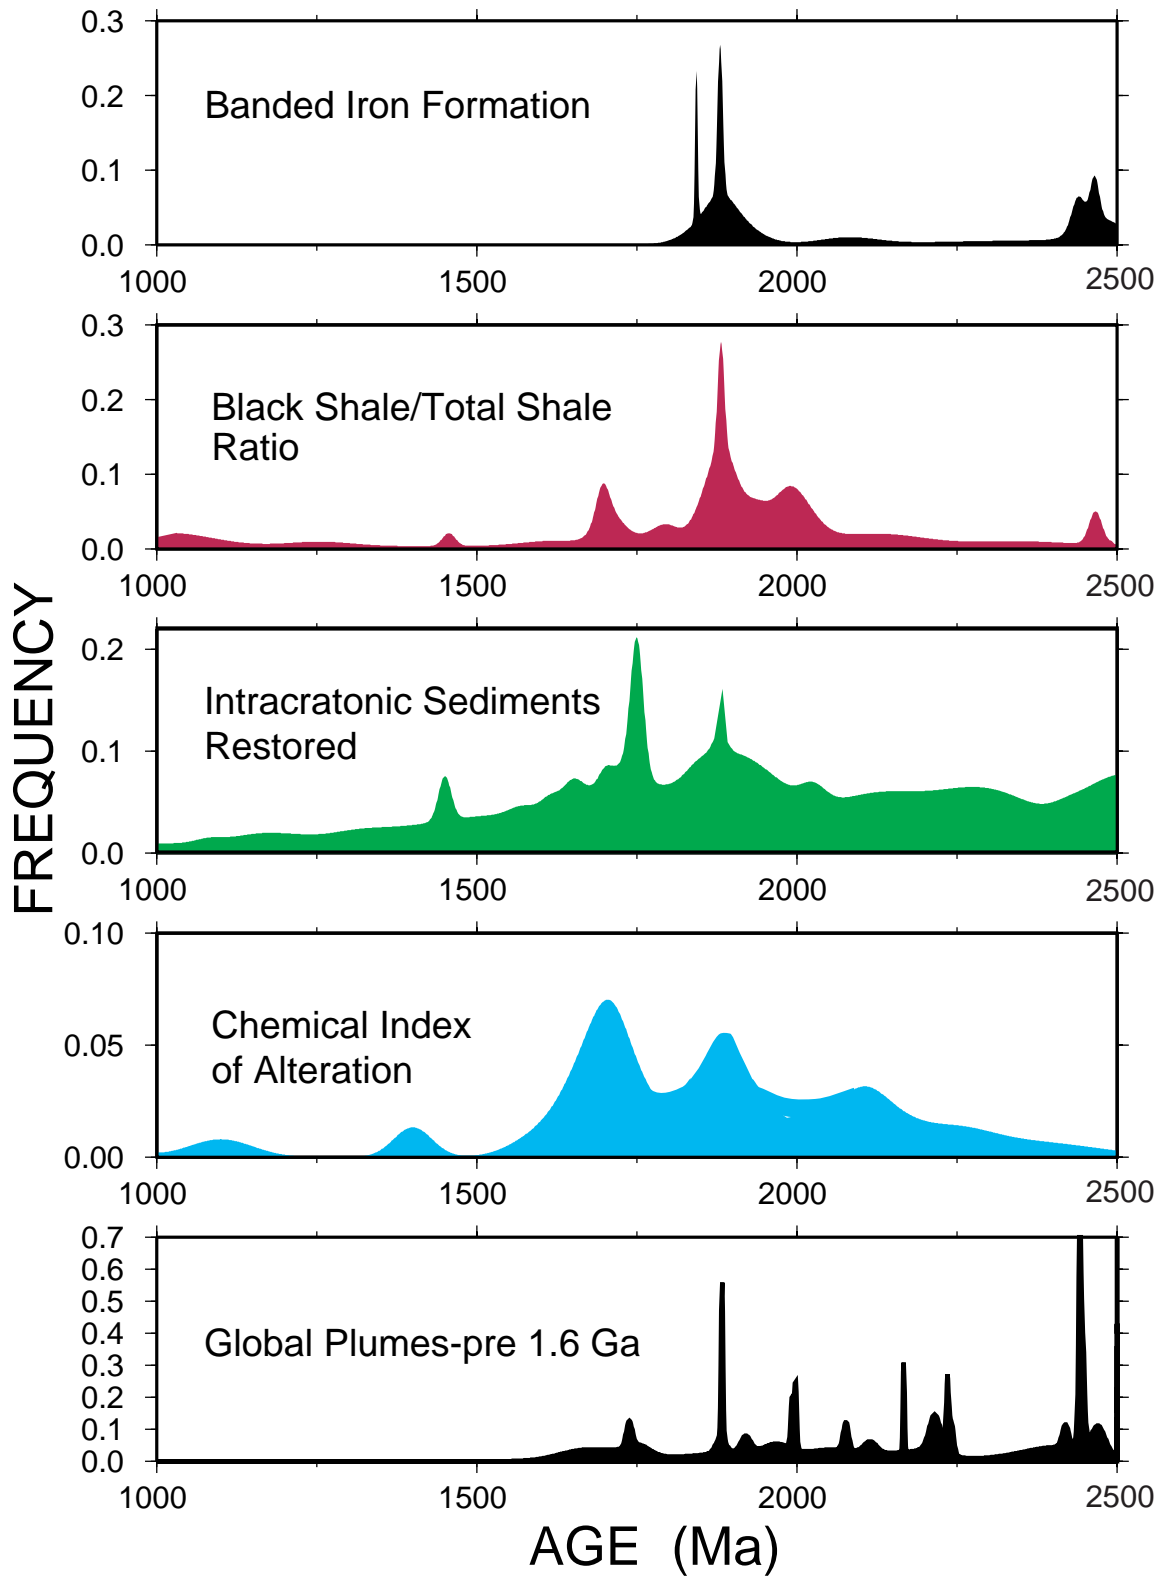 0.3
0.2
Banded Iron Formation
0.1
0.0
1000 1500 2000 2500
0.3
0.2
Black Shale/Total Shale
Ratio
0.1
0.0
1000 1500 2000 2500
FREQUENCY
0.2
Intracratonic Sediments
Restored
0.1
0.0
1000 1500 2000 2500
0.10
Chemical Index
0.05
of Alteration
0.00
1000 1500 2000 2500
0.7
0.6
0.5
0.4
Global Plumes-pre 1.6 Ga
0.3
0.2
0.1
0.0
1000 1500 2000 2500
AGE (Ma)